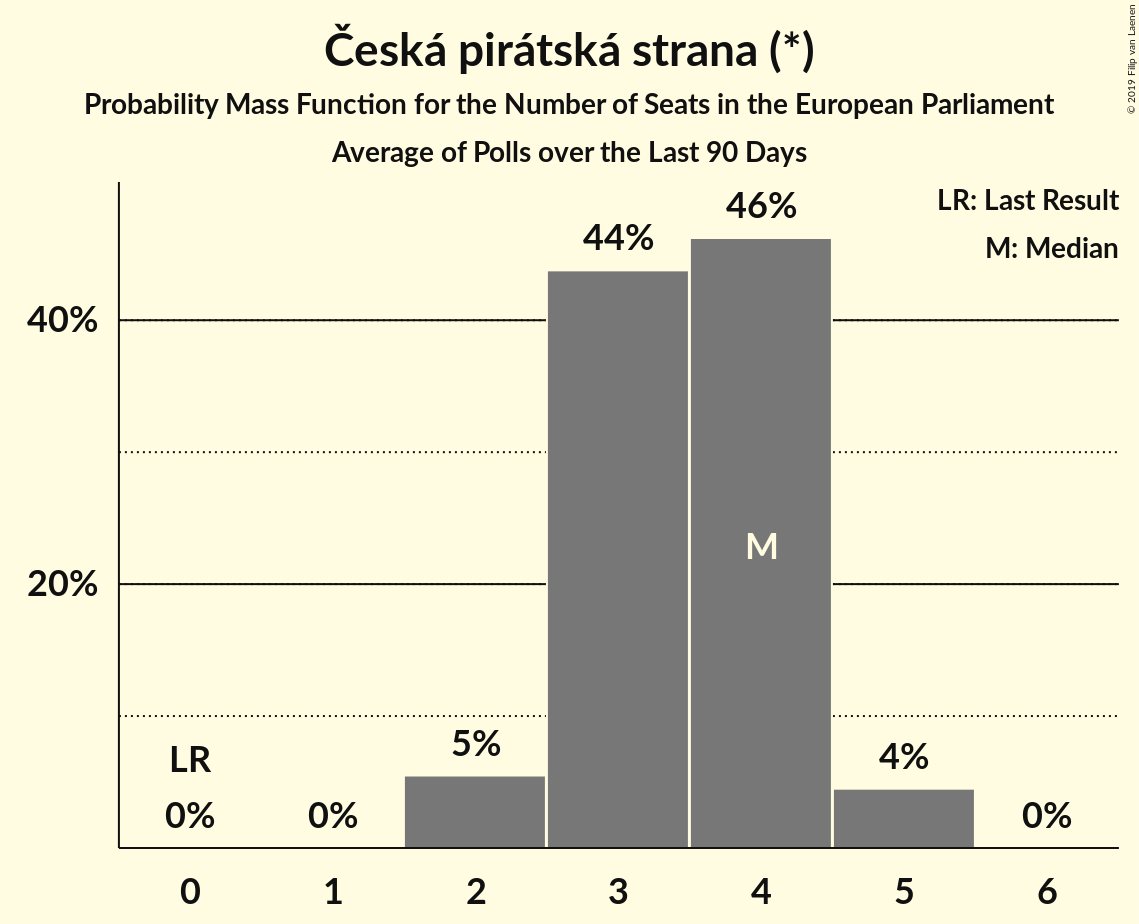 Česká pirátská strana (*)
Probability Mass Function for the Number of Seats in the European Parliament
Average of Polls over the Last 90 Days
© 2019 Filip van Laenen
LR: Last Result
M: Median
46%
44%
40%
M
20%
5%
4%
LR
0%
0%
0%
0
1
2
3
4
5
6